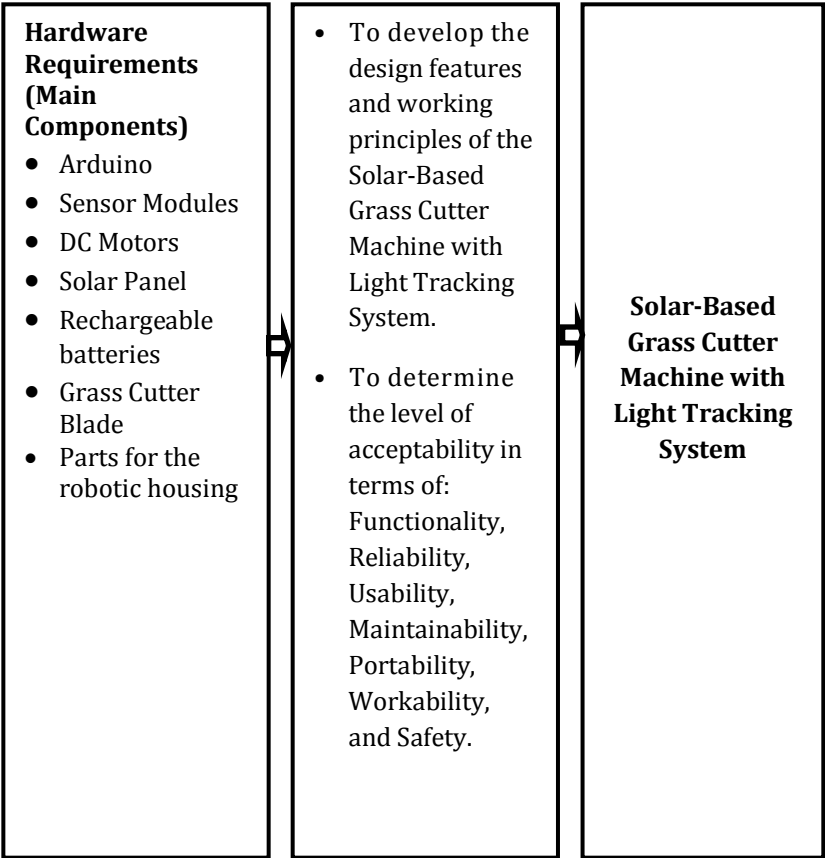 Hardware
Requirements
(Main
Components)
● Arduino
● Sensor Modules
● DC Motors
● Solar Panel
● Rechargeable
batteries
● Grass Cutter
Blade
• Parts for the
robotic housing
• To develop the
design features
and working
principles of the
Solar-Based
Grass Cutter
Machine with
Light Tracking
System.
• To determine
the level of
acceptability in
terms of:
Functionality,
Reliability,
Usability,
Maintainability,
Portability,
Workability,
and Safety.
Solar-Based
Grass Cutter
Machine with
Light Tracking
System